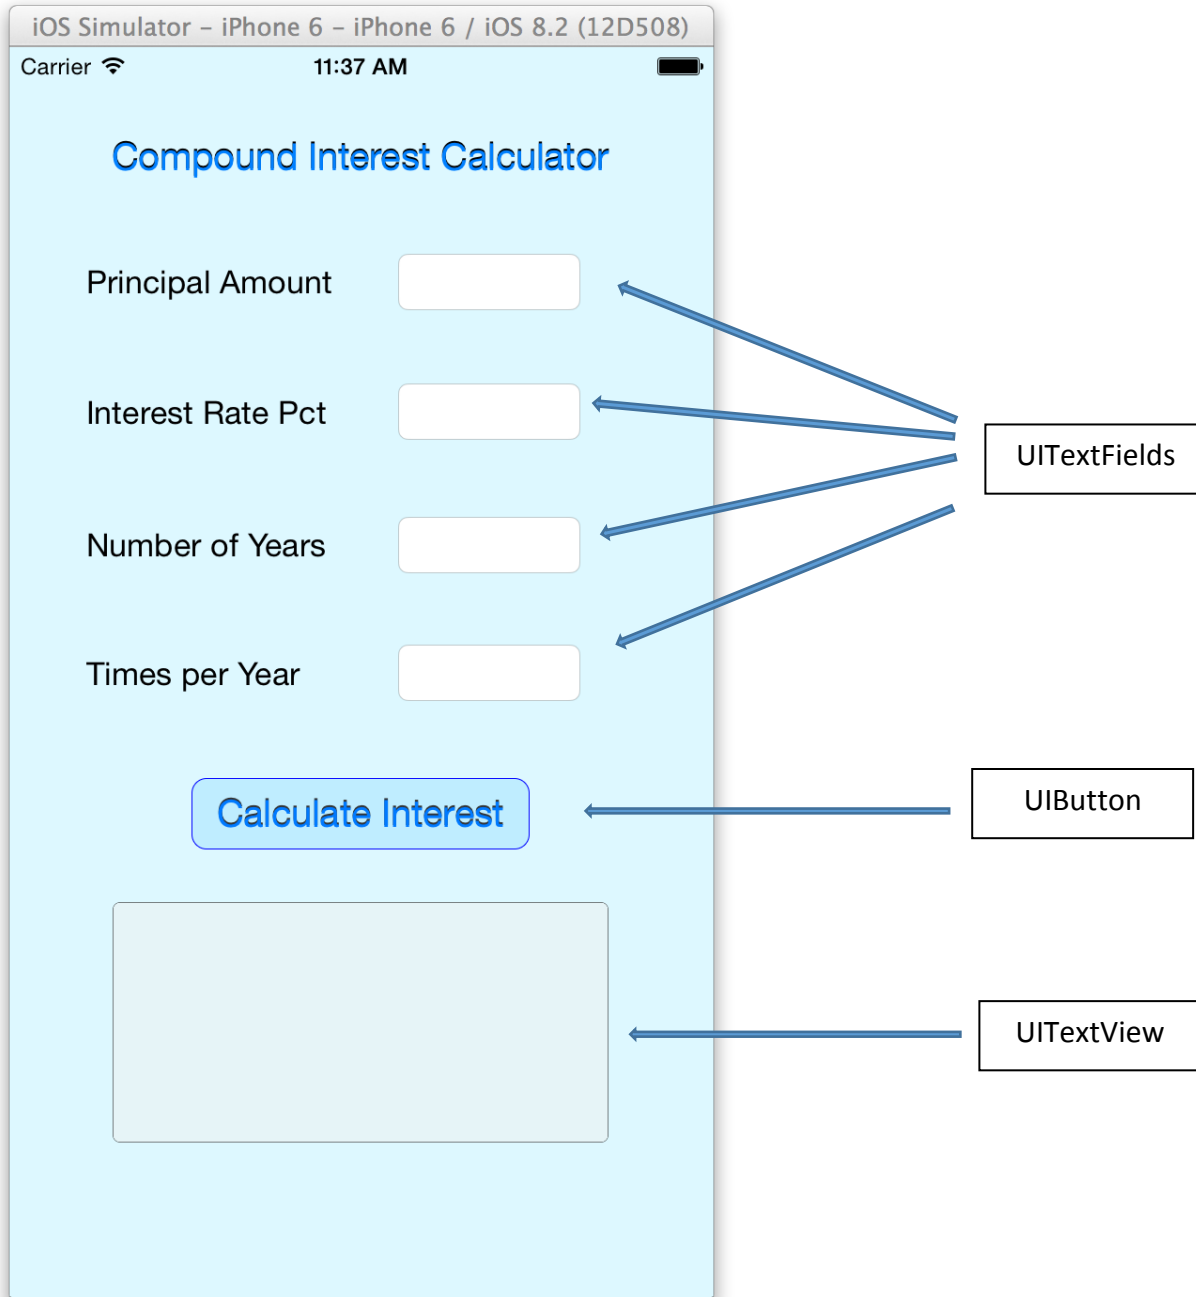 iOS Simulator – iPhone 6 – iPhone 6 / iOS 8.2 (12D508)
Carrier 11:37 AM
Compound Interest Calculator
Principal Amount
Interest Rate Pct
UITextFields
Number of Years
Times per Year
Calculate Interest
UIButton
UITextView